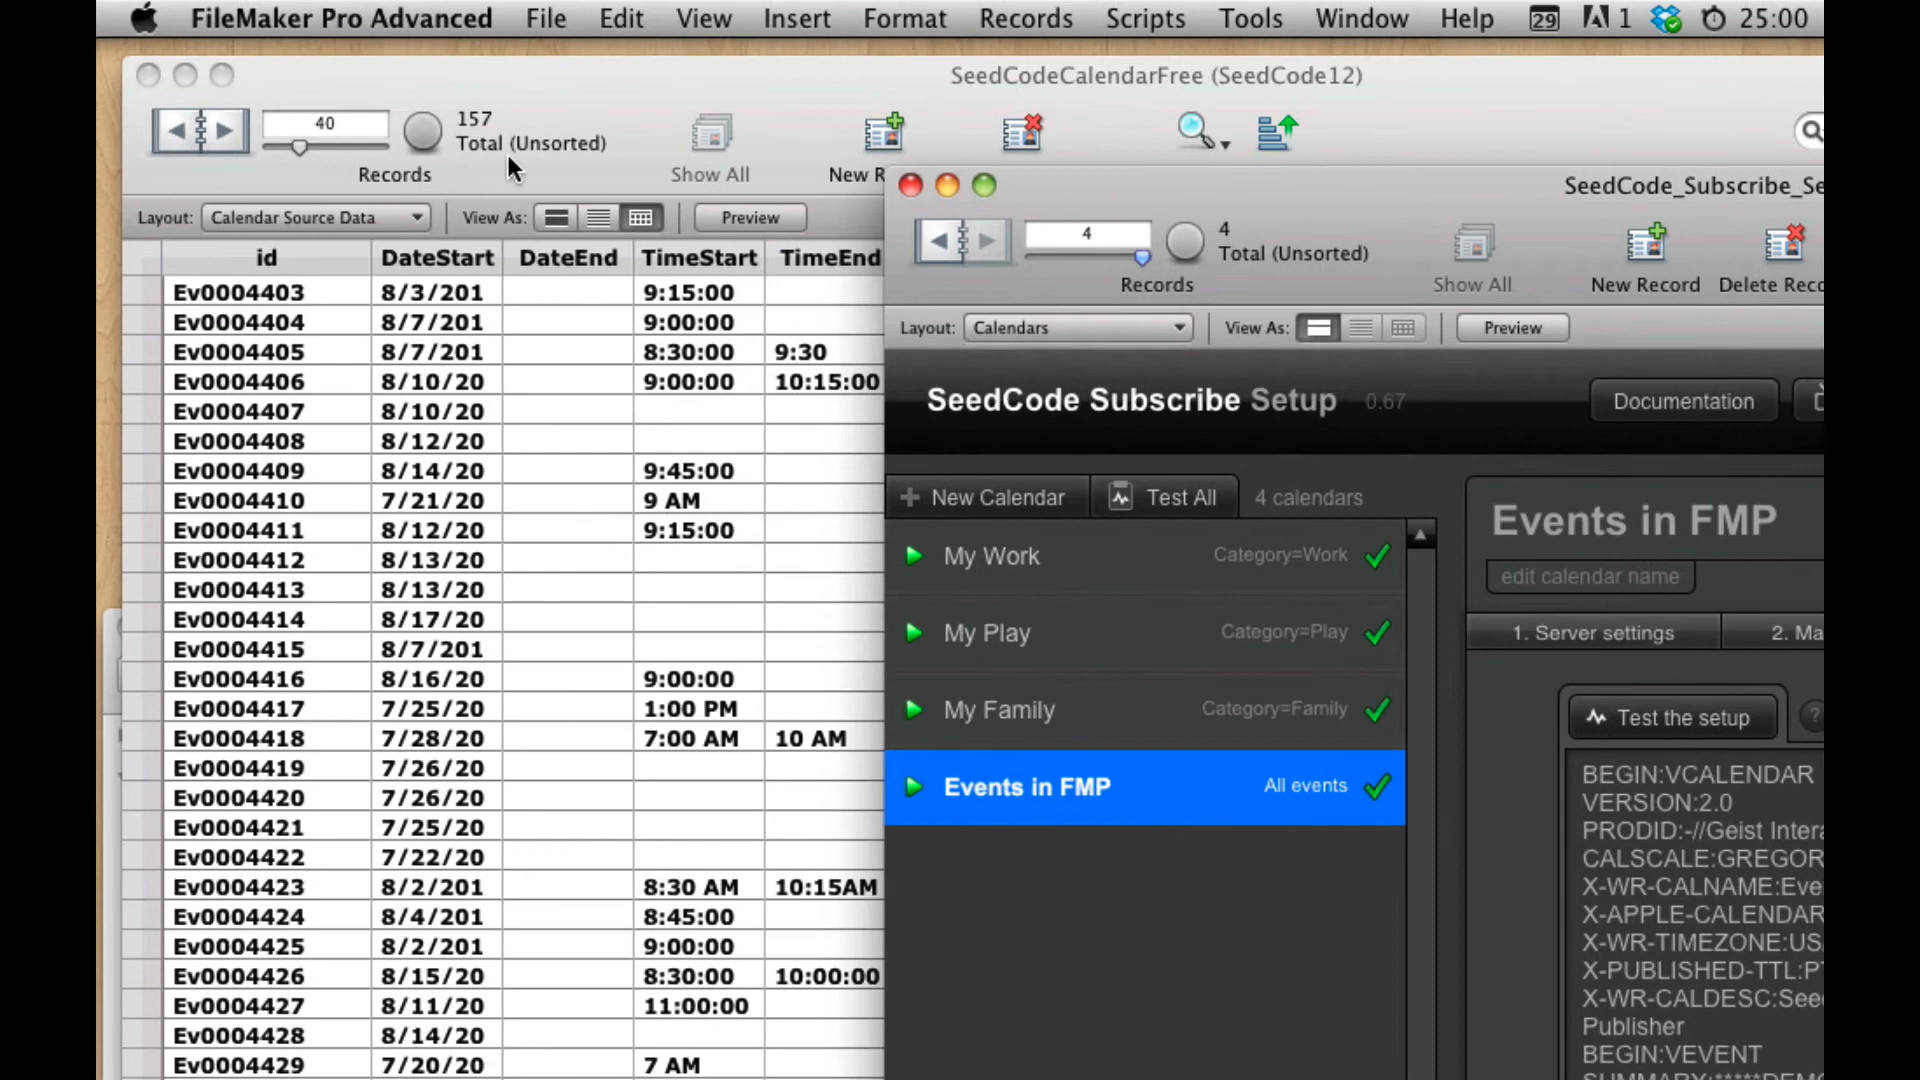 FileMaker Pro Advanced File Edit View Insert Format Records Scripts Tools Window Help 29 1 25:00
SeedCodeCalendarFree (SeedCode12)
40
157
Total (Unsorted)
Records
Show All
New R
Layout: Calendar Source Data View As: Preview
id DateStart DateEnd TimeStart TimeEnd
Ev0004403 8/3/201 9:15:00
Ev0004404 8/7/201 9:00:00
Ev0004405 8/7/201 8:30:00 9:30
Ev0004406 8/10/20 9:00:00 10:15:00
Ev0004407 8/10/20
Ev0004408 8/12/20
Ev0004409 8/14/20 9:45:00
Ev0004410 7/21/20 9 AM
Ev0004411 8/12/20 9:15:00
Ev0004412 8/13/20
Ev0004413 8/13/20
Ev0004414 8/17/20
Ev0004415 8/7/201
Ev0004416 8/16/20 9:00:00
Ev0004417 7/25/20 1:00 PM
Ev0004418 7/28/20 7:00 AM 10 AM
Ev0004419 7/26/20
Ev0004420 7/26/20
Ev0004421 7/25/20
Ev0004422 7/22/20
Ev0004423 8/2/201 8:30 AM 10:15AM
Ev0004424 8/4/201 8:45:00
Ev0004425 8/2/201 9:00:00
Ev0004426 8/15/20 8:30:00 10:00:00
Ev0004427 8/11/20 11:00:00
Ev0004428 8/14/20
Ev0004429 7/20/20 7 AM
SeedCode_Subscribe_Se
4
4
Total (Unsorted)
Records
Show All
New Record
Delete Reco
Layout: Calendars View As: Preview
SeedCode Subscribe Setup 0.67
Documentation
New Calendar Test All 4 calendars
My Work Category=Work
My Play Category=Play
My Family Category=Family
Events in FMP All events
Events in FMP
edit calendar name
1. Server settings 2. Ma
Test the setup ?
BEGIN:VCALENDAR
VERSION:2.0
PRODID:-//Geist Intera
CALSCALE:GREGOR
X-WR-CALNAME:Eve
X-APPLE-CALENDAR
X-WR-TIMEZONE:US
X-PUBLISHED-TTL:P
X-WR-CALDESC:See
Publisher
BEGIN:VEVENT
SUMMARY:*****DEMO